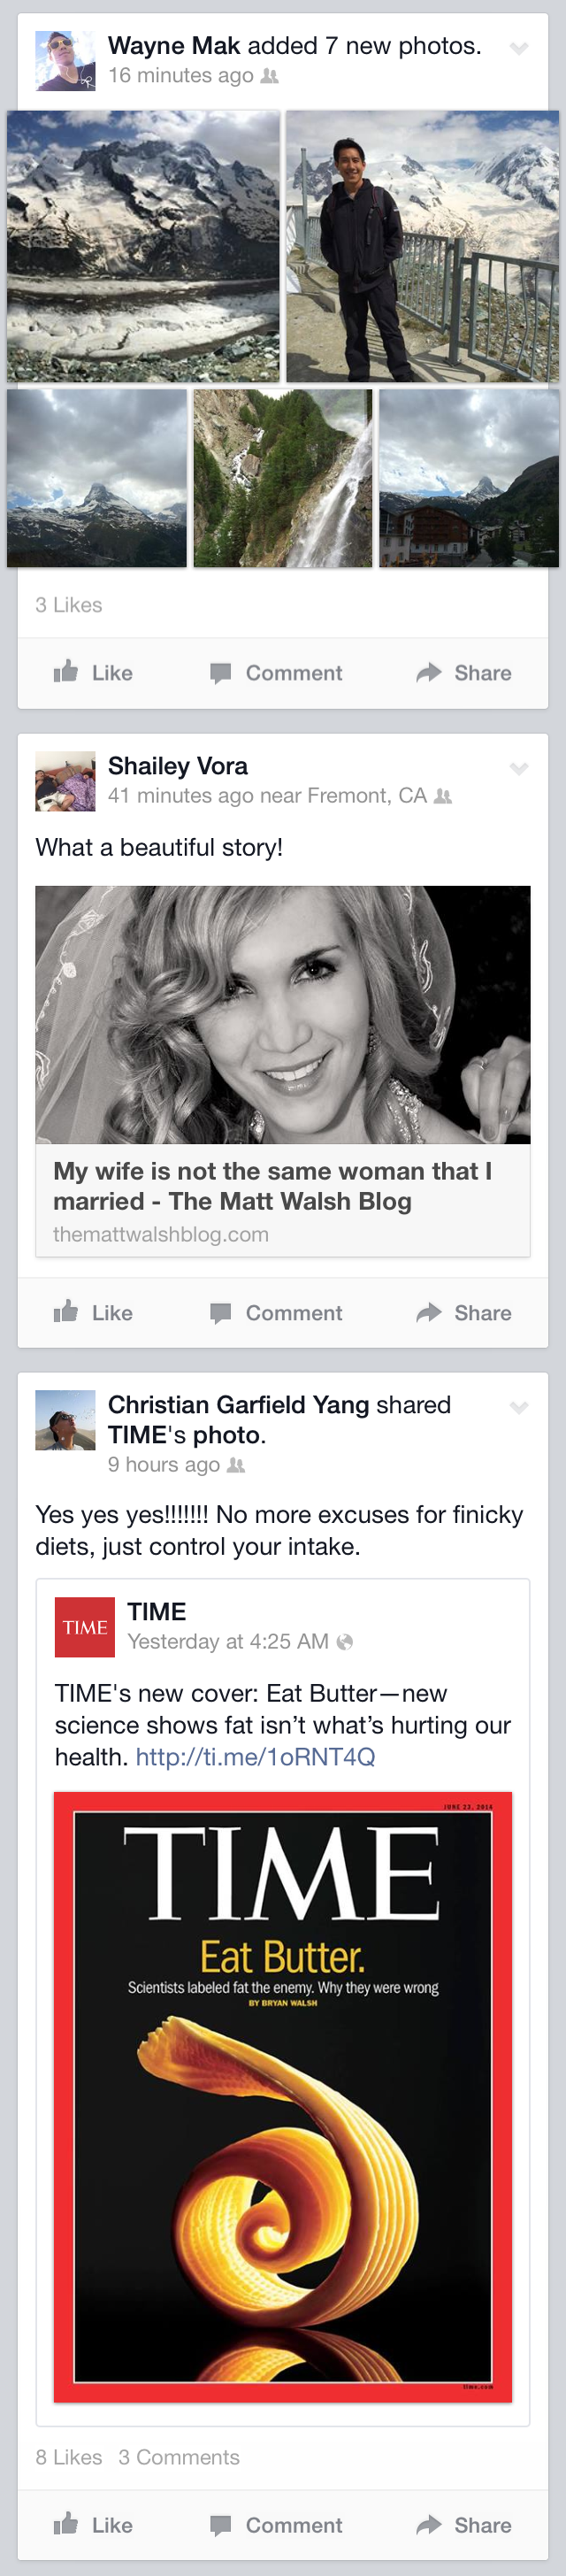 Wayne Mak added 7 new photos.
16 minutes ago
3 Likes
Like
Comment
Share
Shailey Vora
41 minutes ago near Fremont, CA
What a beautiful story!
My wife is not the same woman that I
married - The Matt Walsh Blog
themattwalshblog.com
Like
Comment
Share
Christian Garfield Yang shared
TIME's photo.
9 hours ago
Yes yes yes!!!!!!! No more excuses for finicky
diets, just control your intake.
TIME
TIME
Yesterday at 4:25 AM
TIME's new cover: Eat Butter—new
science shows fat isn’t what’s hurting our
health. http://ti.me/1oRNT4Q
JUNE 23, 2014
TIME
Eat Butter.
Scientists labeled fat the enemy. Why they were wrong
BY BRYAN WALSH
time.com
8 Likes 3 Comments
Like
Comment
Share